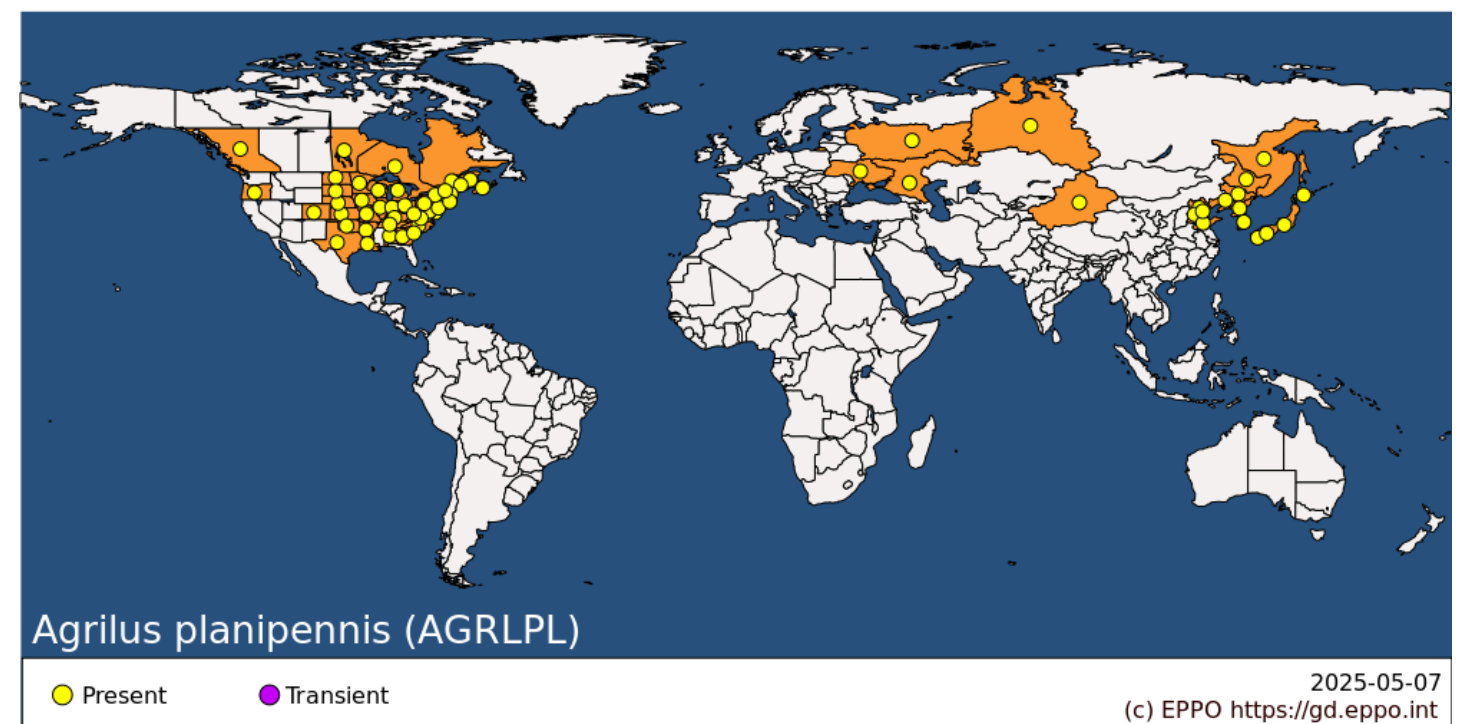 Agrilus planipennis (AGRLPL)
Present
Transient
2025-05-07
(c) EPPO https://gd.eppo.int